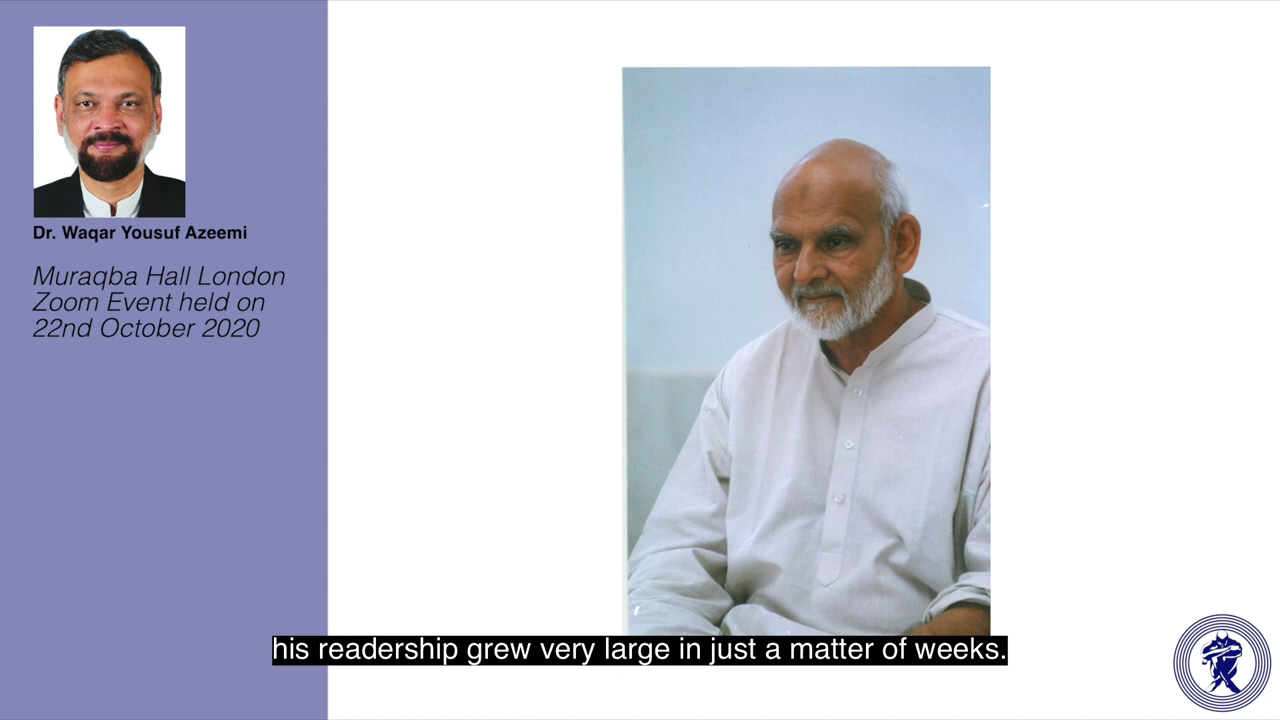 Dr. Waqar Yousuf Azeemi
Muraqba Hall London
Zoom Event held on
22nd October 2020
his readership grew very large in just a matter of weeks.